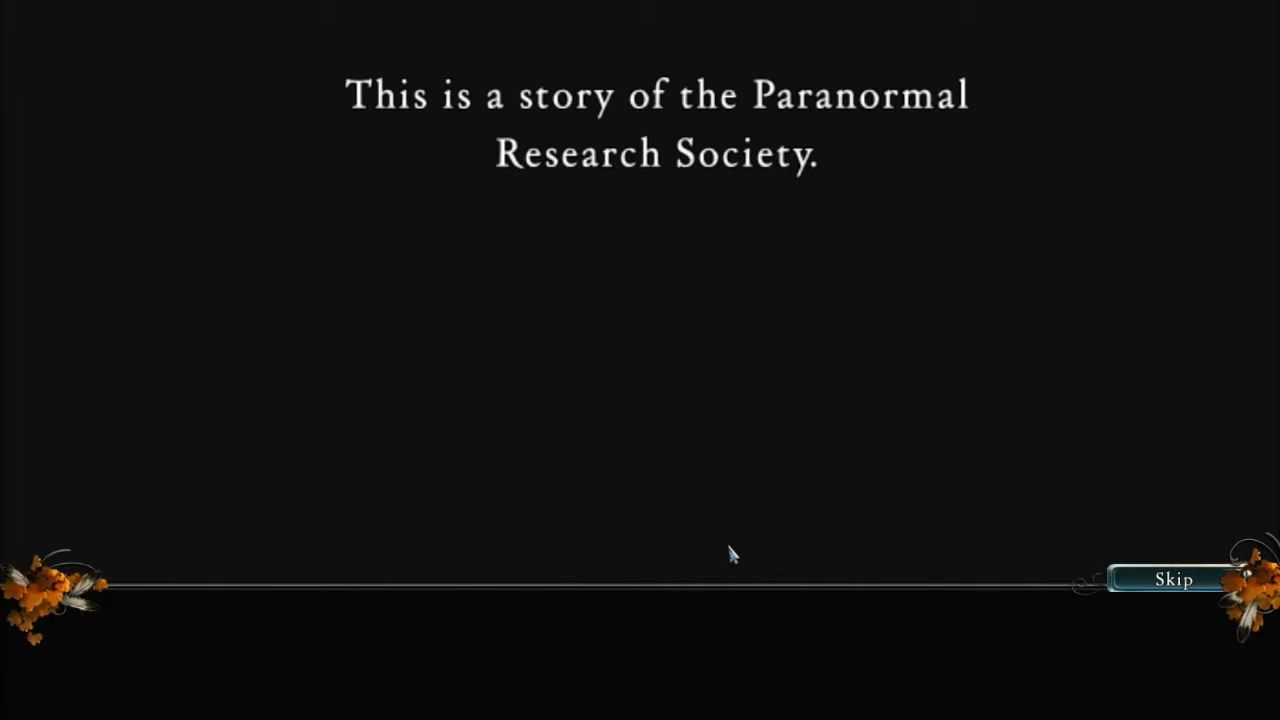 This is a story of the Paranormal
Research Society.
Skip